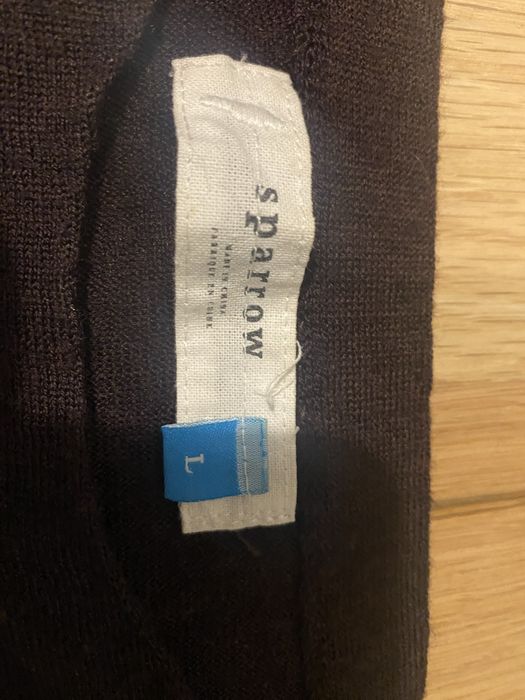 sparrow
MADE IN CHINA
FABRIQUÉ EN CHINE
L